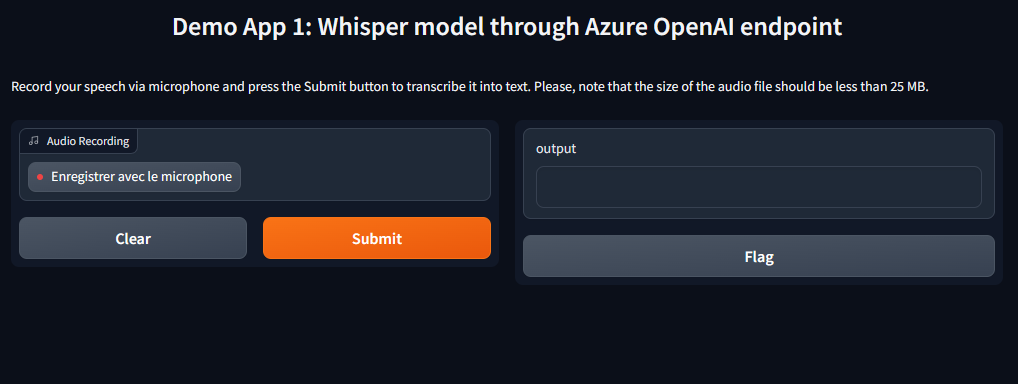 Demo App 1: Whisper model through Azure OpenAI endpoint
Record your speech via microphone and press the Submit button to transcribe it into text. Please, note that the size of the audio file should be less than 25 MB.
Audio Recording
Enregistrer avec le microphone
Clear
Submit
output
Flag